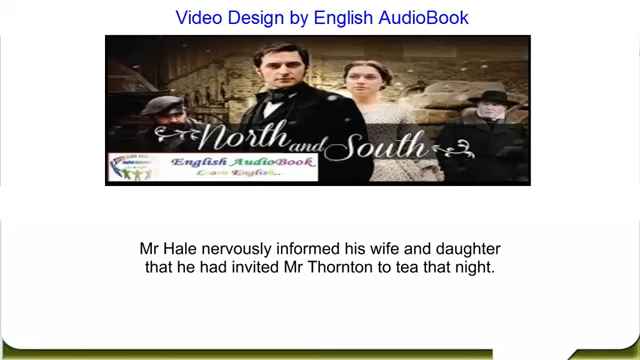 Video Design by English AudioBook
North and South
English AudioBook
Learn English...
Mr Hale nervously informed his wife and daughter
that he had invited Mr Thornton to tea that night.